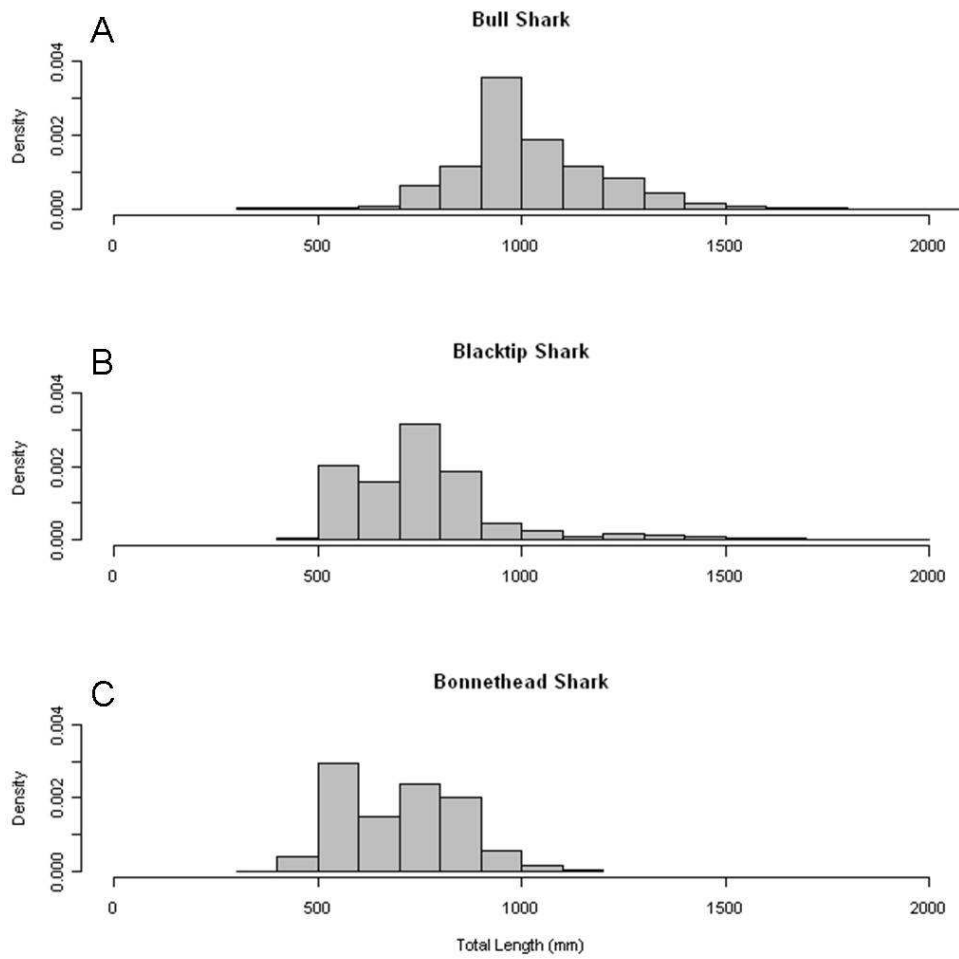 A
Bull Shark
Density
0.004
0.002
0.000
0 500 1000 1500 2000
B
Blacktip Shark
Density
0.004
0.002
0.000
0 500 1000 1500 2000
C
Bonnethead Shark
Density
0.004
0.002
0.000
0 500 1000 1500 2000
Total Length (mm)